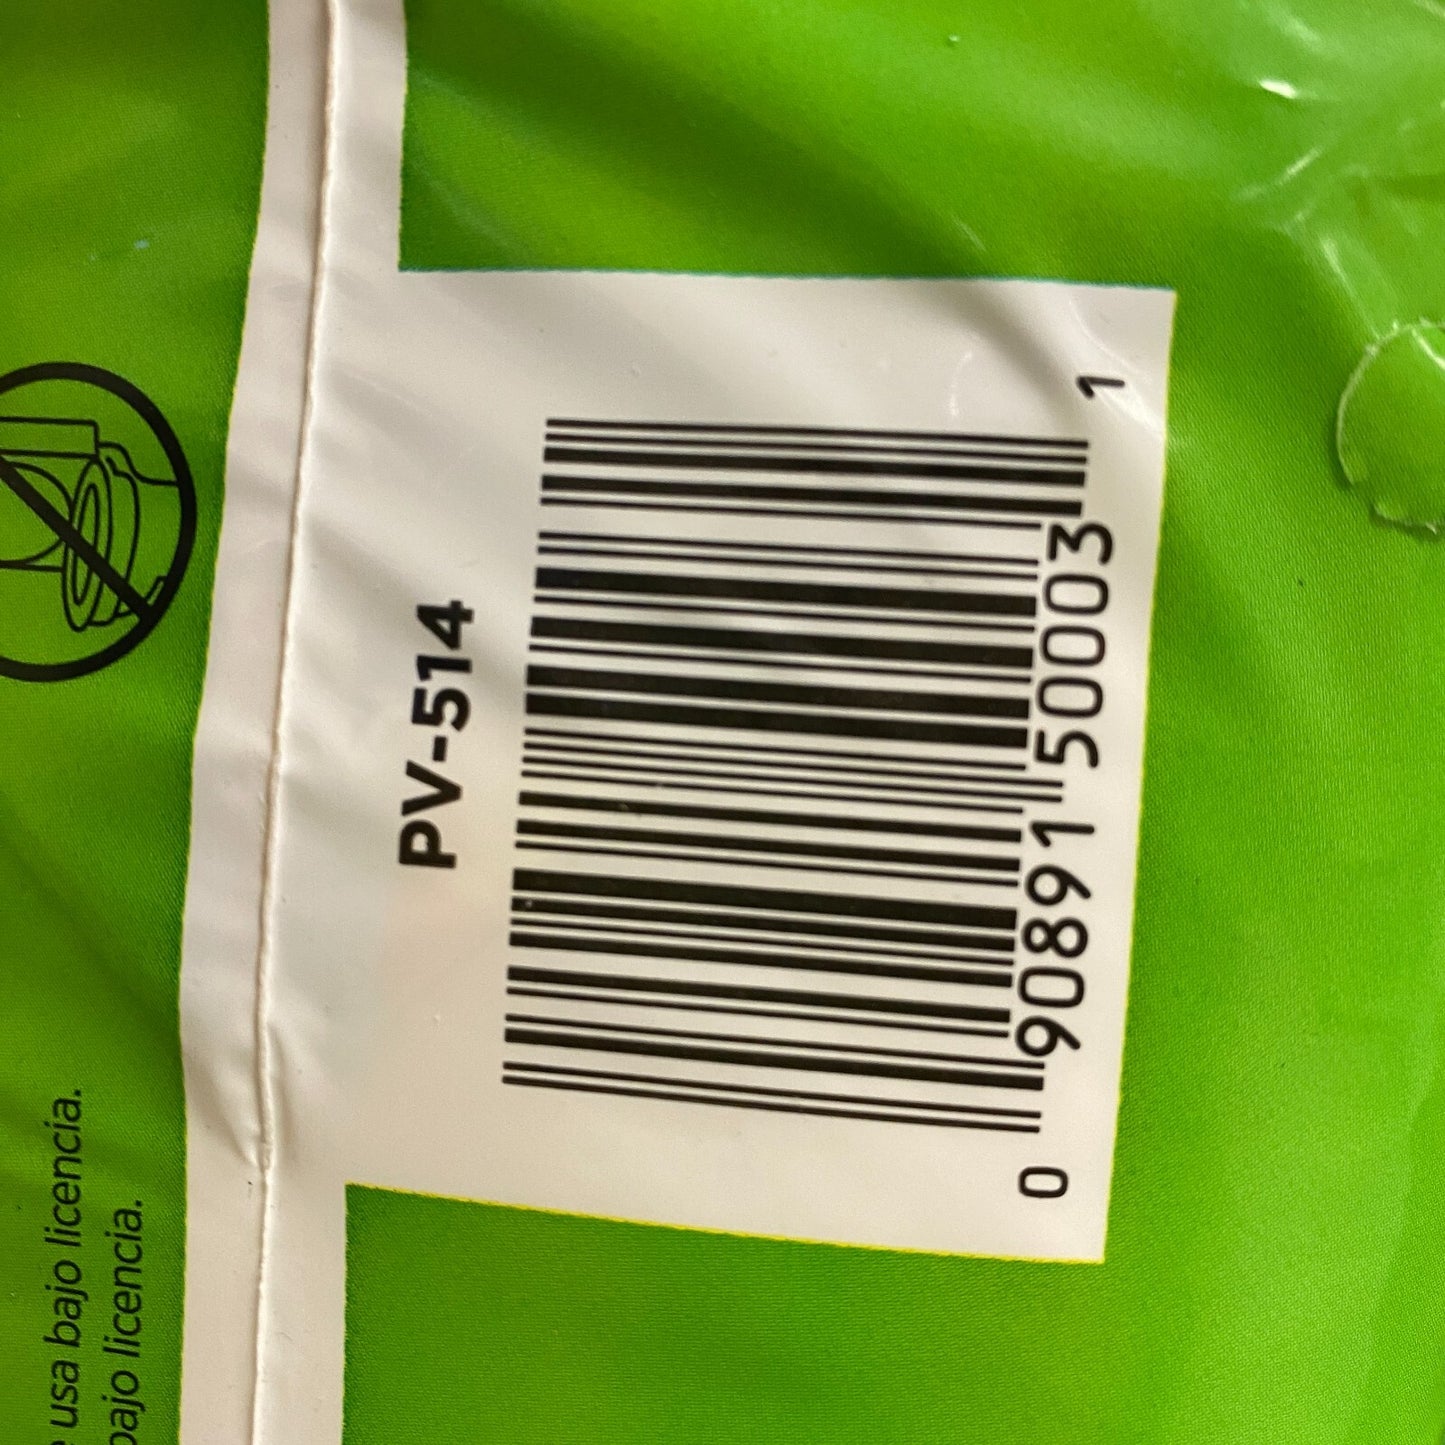 usa bajo licencia.
bajo licencia.
PV-514
0 90891 50003 1